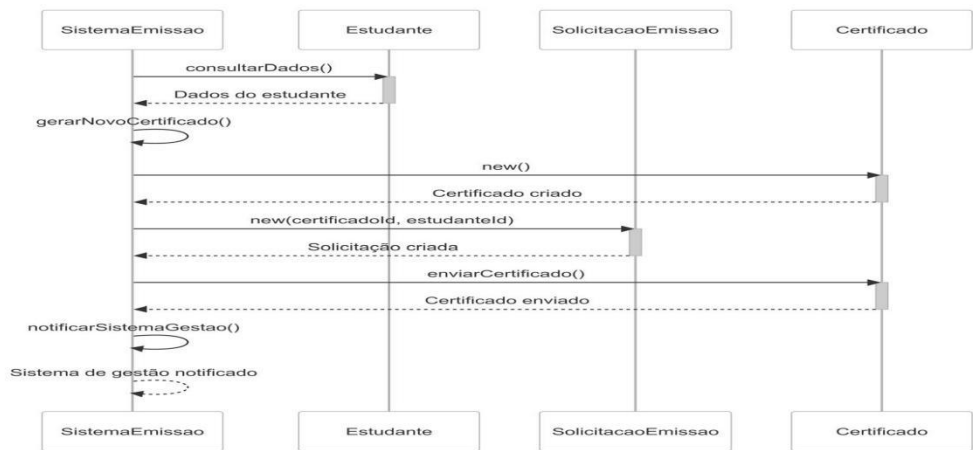 SistemaEmissao
Estudante
SolicitacaoEmissao
Certificado
consultarDados()
Dados do estudante
gerarNovoCertificado()
new()
Certificado criado
new(certificadoId, estudanteId)
Solicitação criada
enviarCertificado()
Certificado enviado
notificarSistemaGestao()
Sistema de gestão notificado
SistemaEmissao
Estudante
SolicitacaoEmissao
Certificado